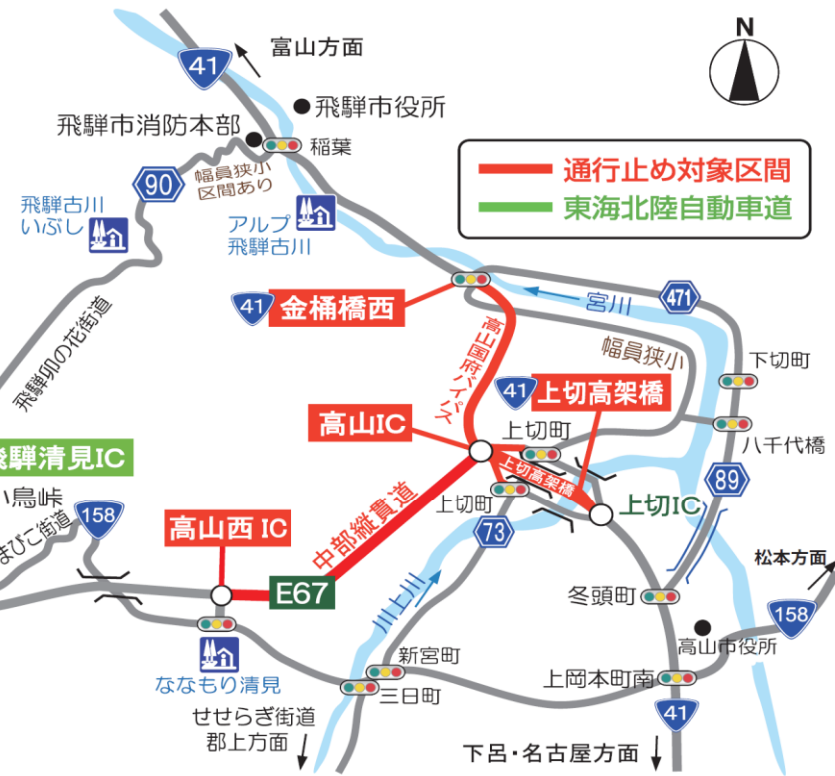 N
富山方面
41
飛騨市役所
飛騨市消防本部
稲葉
幅員狭小
区間あり
90
飛騨古川
いぶし
アルプ
飛騨古川
通行止め対象区間
東海北陸自動車道
飛騨卯の花街道
41
金桶橋西
宮川
471
高山国府バイパス
幅員狭小
下切町
41
上切高架橋
高山IC
上切町
八千代橋
飛騨清見IC
上切高架橋
上切町
89
上切IC
小鳥峠
158
まびこ街道
高山西 IC
中部縦貫道
73
松本方面
E67
川上川
冬頭町
158
高山市役所
ななもり清見
新宮町
三日町
上岡本町南
せせらぎ街道
郡上方面
41
下呂・名古屋方面